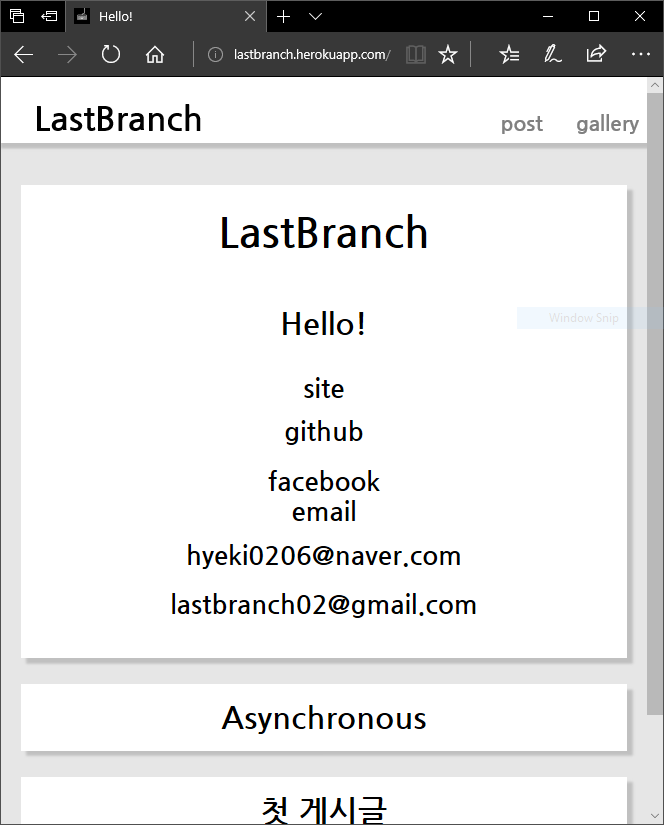 Hello!
lastbranch.herokuapp.com/
LastBranch
post gallery
LastBranch
Hello!
Window Snip
site
github
facebook
email
hyeki0206@naver.com
lastbranch02@gmail.com
Asynchronous
첫 게시글